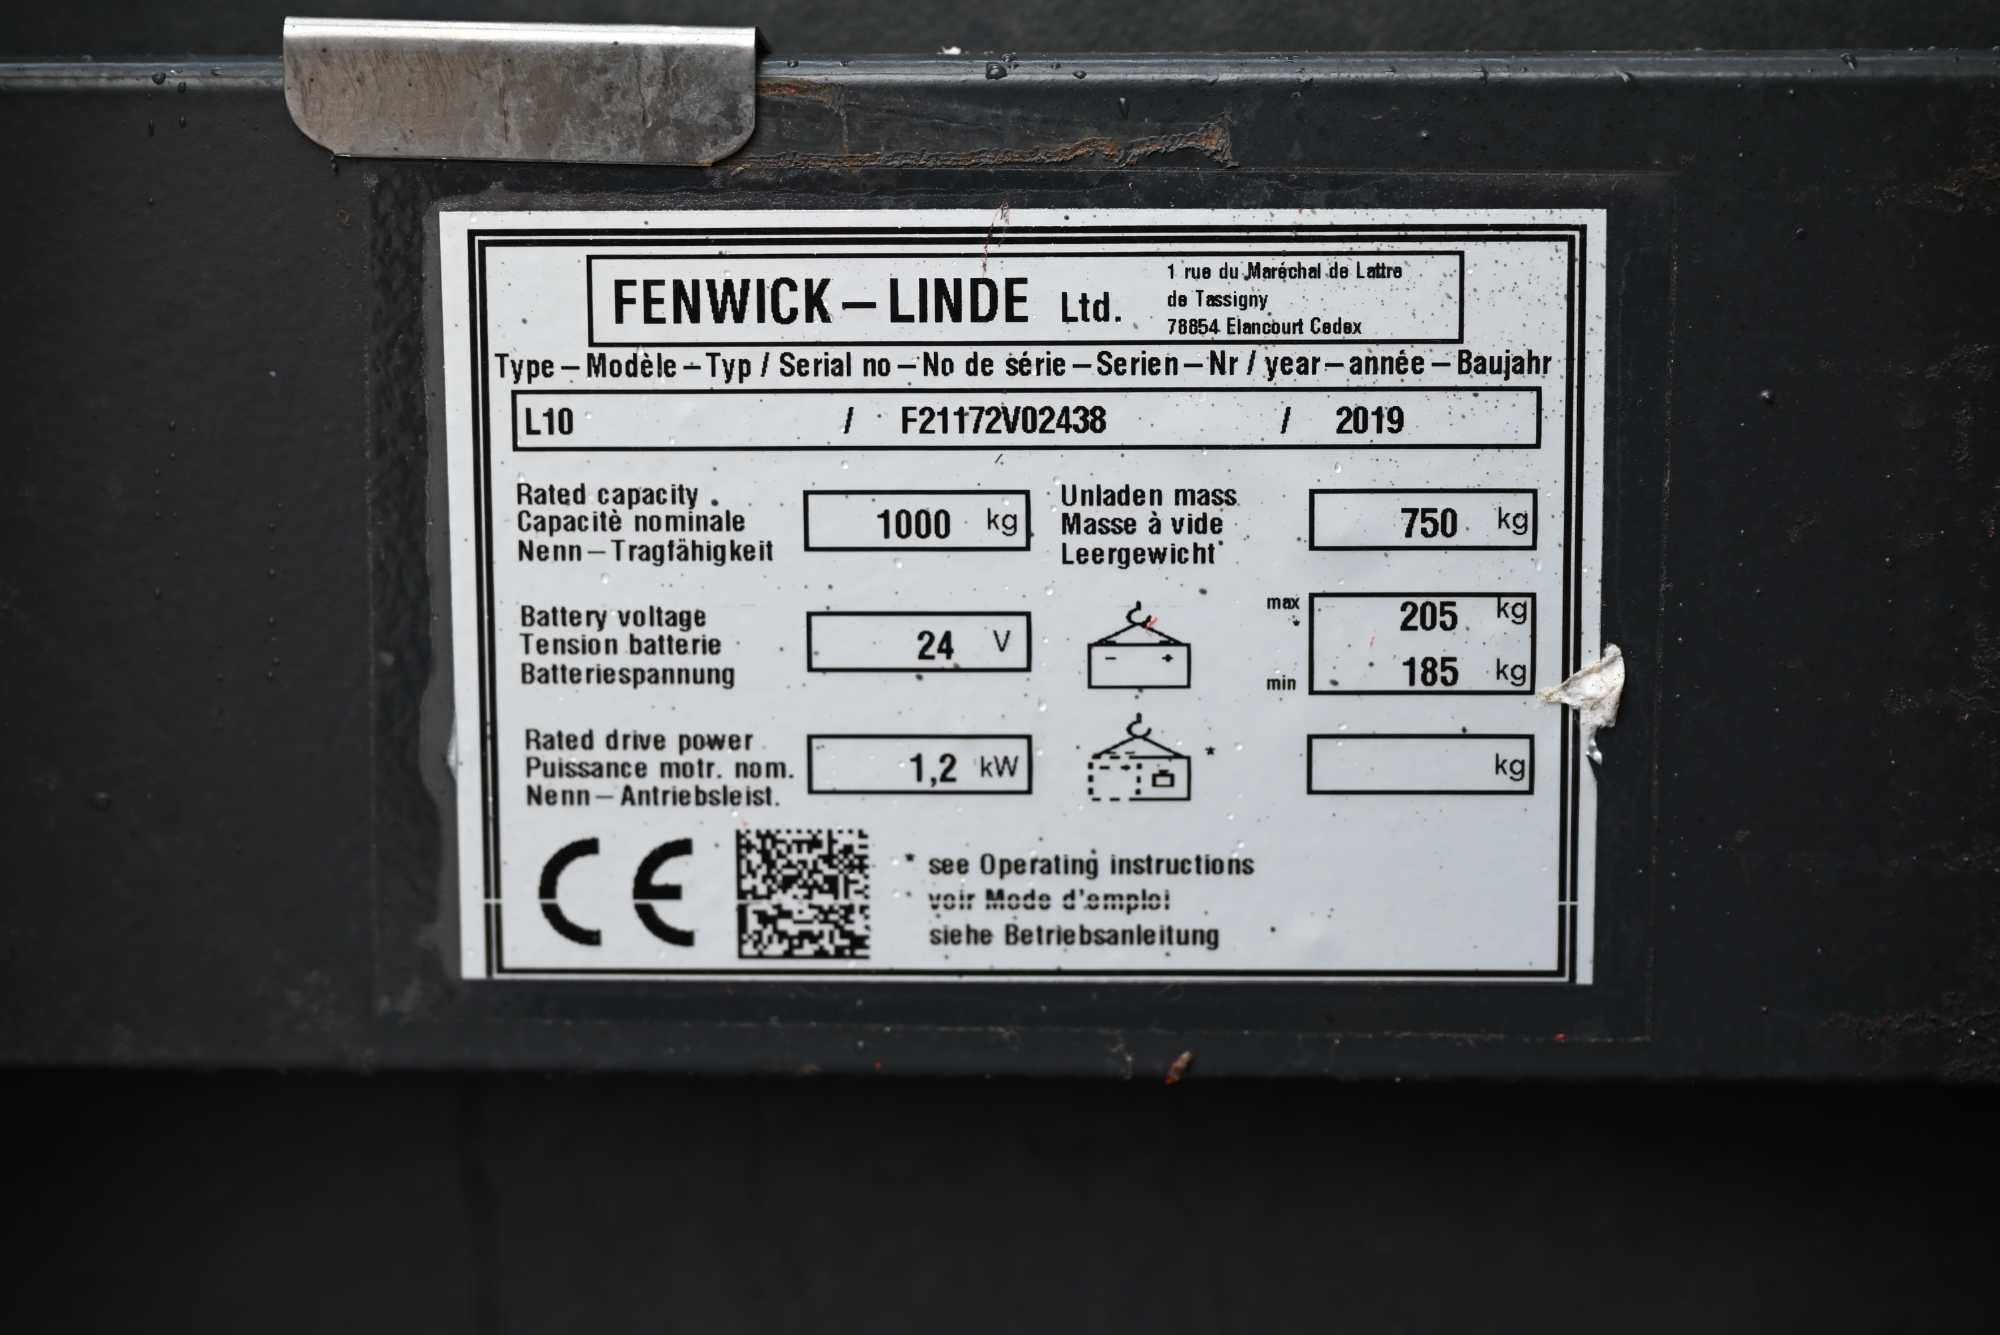 FENWICK – LINDE Ltd.
1 rue du Maréchal de Lattre
de Tassigny
78854 Elancourt Cedex
Type – Modèle – Typ / Serial no – No de série – Serien – Nr / year – année – Baujahr
L10 / F21172V02438 / 2019
Rated capacity
Capacitè nominale
Nenn – Tragfähigkeit
1000 kg
Unladen mass
Masse à vide
Leergewicht
750 kg
Battery voltage
Tension batterie
Batteriespannung
24 V
- +
max * 205 kg
min 185 kg
Rated drive power
Puissance motr. nom.
Nenn – Antriebsleist.
1,2 kW
- +
*
kg
CE
* see Operating instructions
voir Mode d'emploi
siehe Betriebsanleitung